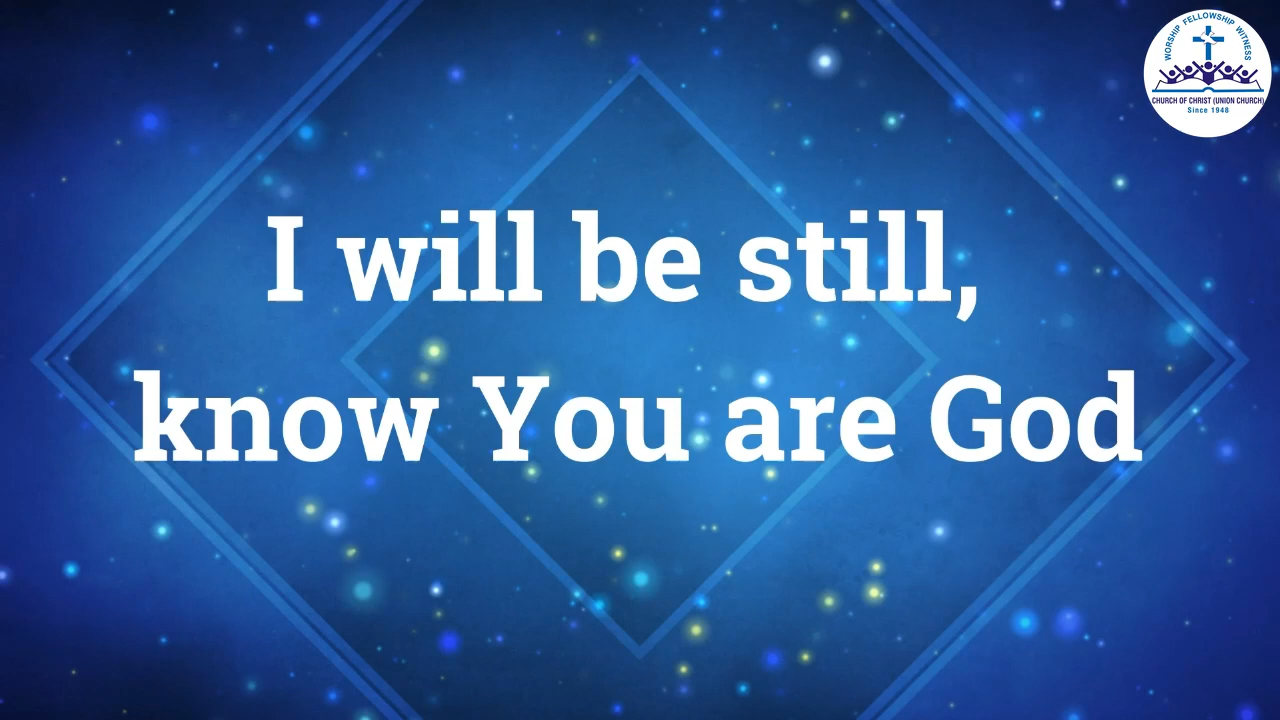 WORSHIP FELLOWSHIP WITNESS
CHURCH OF CHRIST (UNION CHURCH)
Since 1948
I will be still,
know You are God